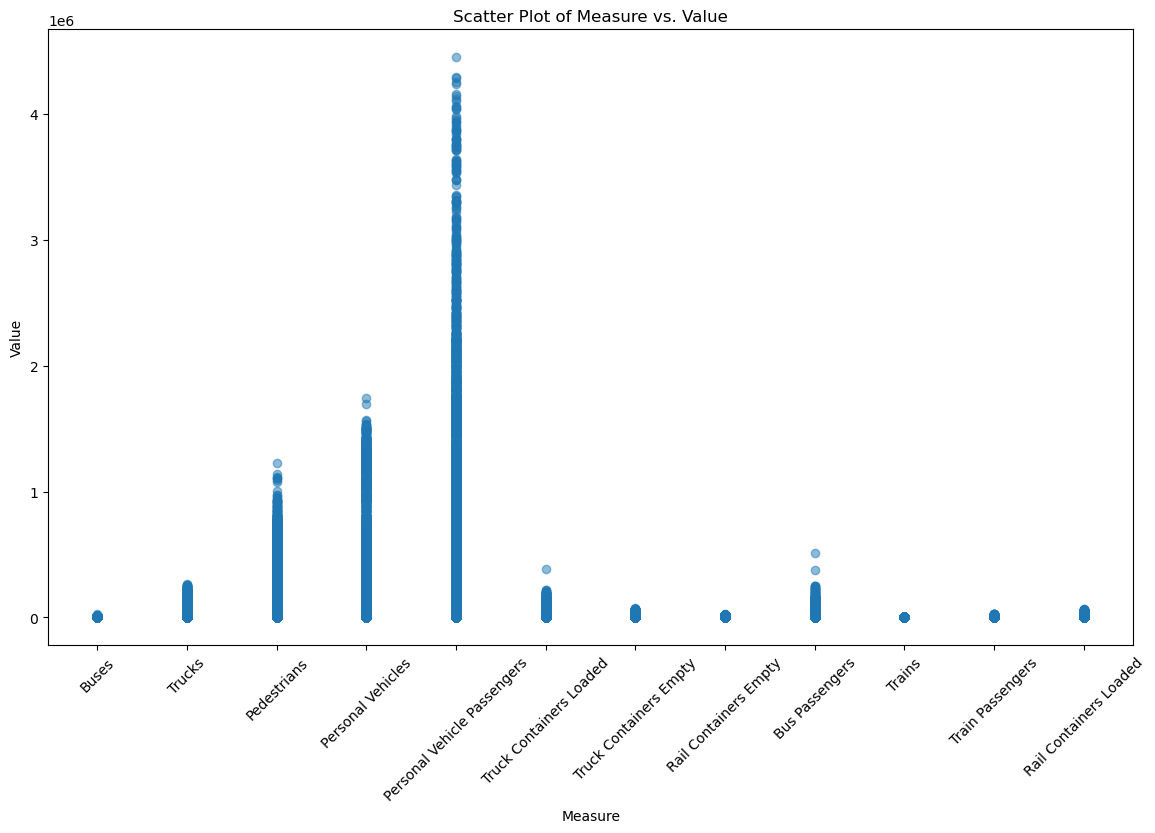 Scatter Plot of Measure vs. Value
1e6
4
3
2
1
0
Value
Buses
Trucks
Pedestrians
Personal Vehicles
Personal Vehicle Passengers
Truck Containers Loaded
Truck Containers Empty
Rail Containers Empty
Bus Passengers
Trains
Train Passengers
Rail Containers Loaded
Measure